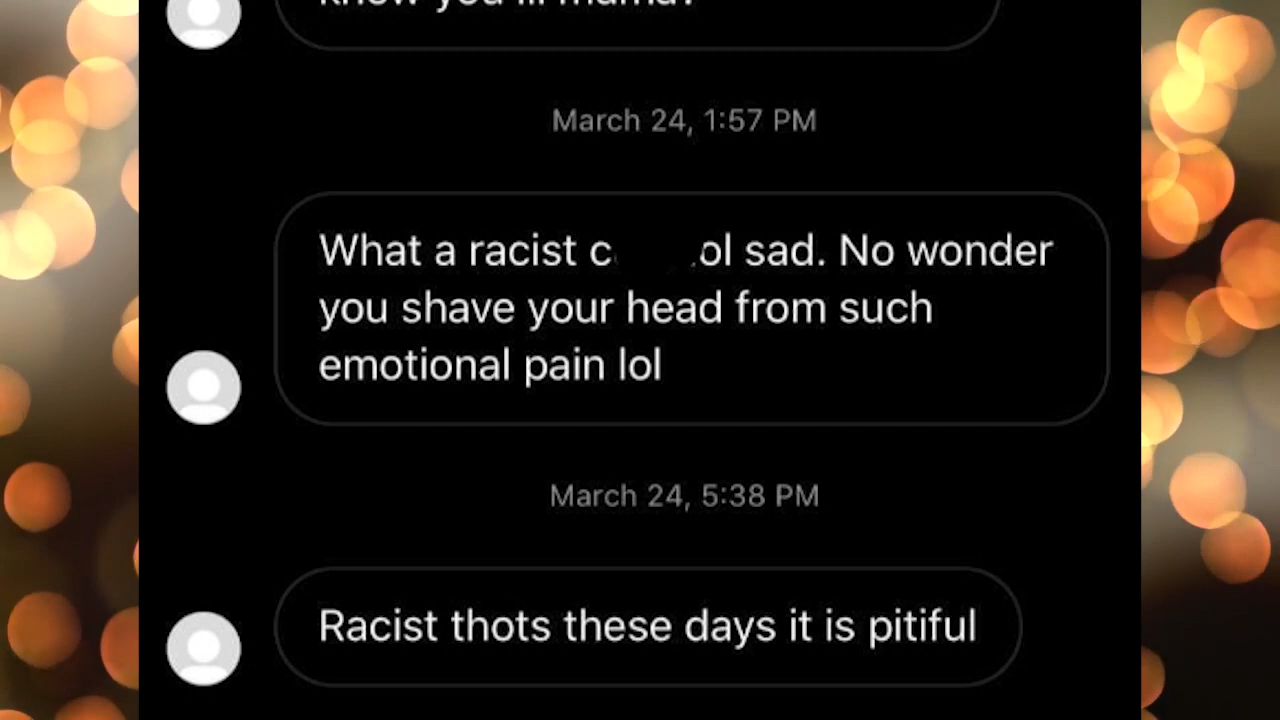 March 24, 1:57 PM
What a racist sad. No wonder
you shave your head from such
emotional pain lol
March 24, 5:38 PM
Racist thots these days it is pitiful